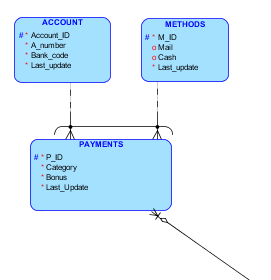 ACCOUNT
# * Account_ID
* A_number
* Bank_code
* Last_update
METHODS
# * M_ID
o Mail
o Cash
* Last_update
PAYMENTS
# * P_ID
* Category
* Bonus
* Last_Update